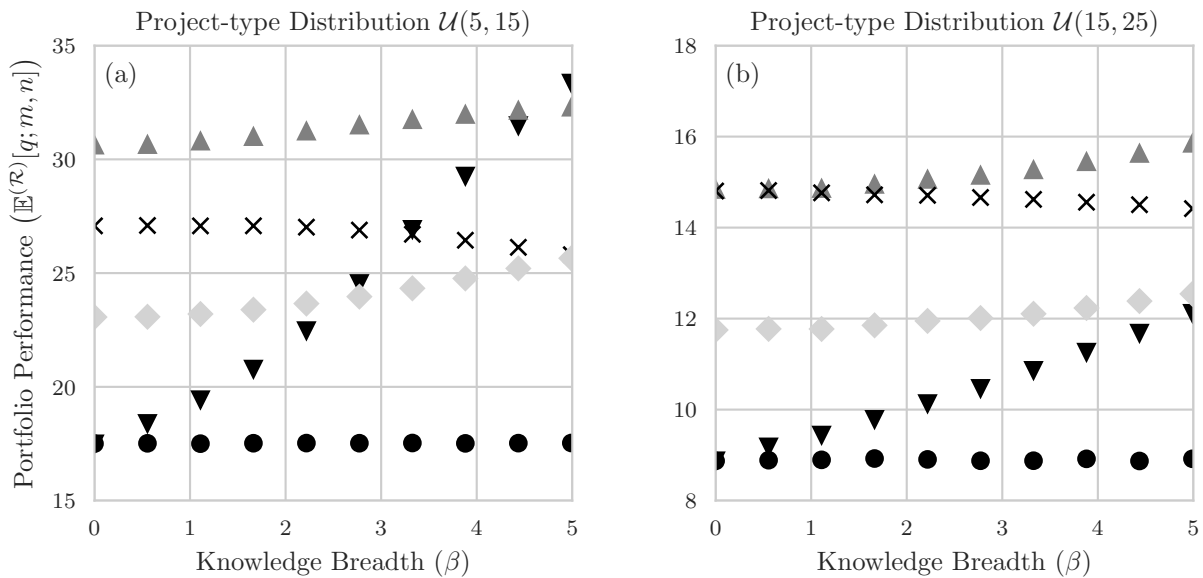 Project-type Distribution 𝒰(5, 15)
Portfolio Performance (𝔼^(ℛ)[q; m, n])
(a)
35
30
25
20
15
0 1 2 3 4 5
Knowledge Breadth (β)
Project-type Distribution 𝒰(15, 25)
(b)
18
16
14
12
10
8
0 1 2 3 4 5
Knowledge Breadth (β)